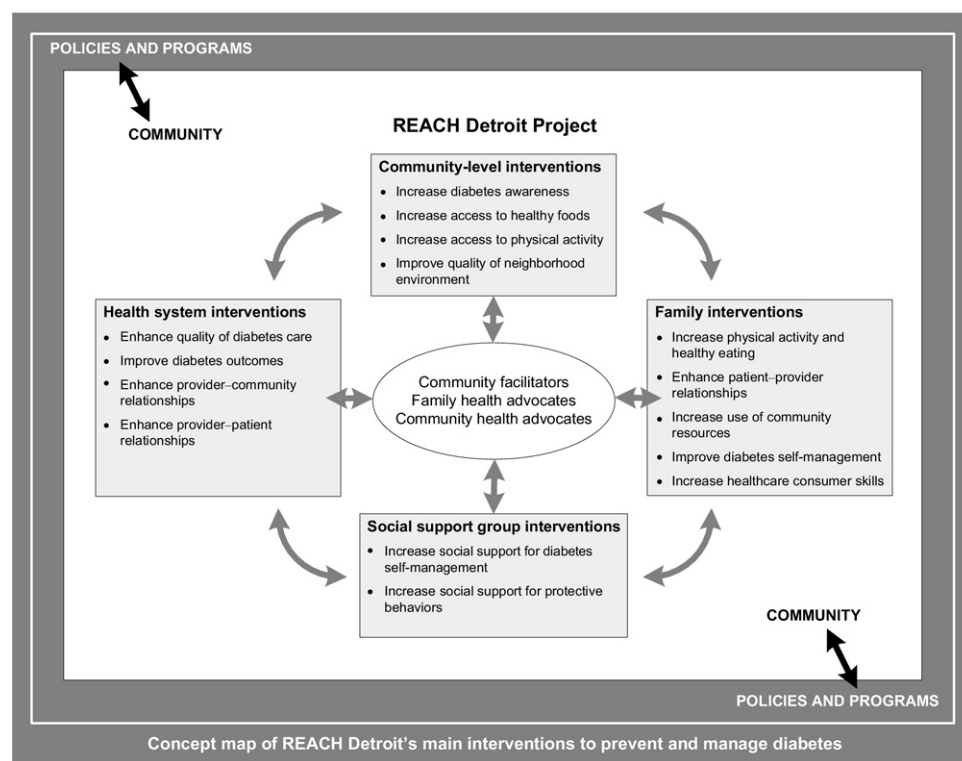 POLICIES AND PROGRAMS
COMMUNITY
REACH Detroit Project
Community-level interventions
• Increase diabetes awareness
• Increase access to healthy foods
• Increase access to physical activity
• Improve quality of neighborhood
environment
Health system interventions
• Enhance quality of diabetes care
• Improve diabetes outcomes
• Enhance provider–community
relationships
• Enhance provider–patient
relationships
Community facilitators
Family health advocates
Community health advocates
Family interventions
• Increase physical activity and
healthy eating
• Enhance patient–provider
relationships
• Increase use of community
resources
• Improve diabetes self-management
• Increase healthcare consumer skills
Social support group interventions
• Increase social support for diabetes
self-management
• Increase social support for protective
behaviors
COMMUNITY
POLICIES AND PROGRAMS
Concept map of REACH Detroit’s main interventions to prevent and manage diabetes